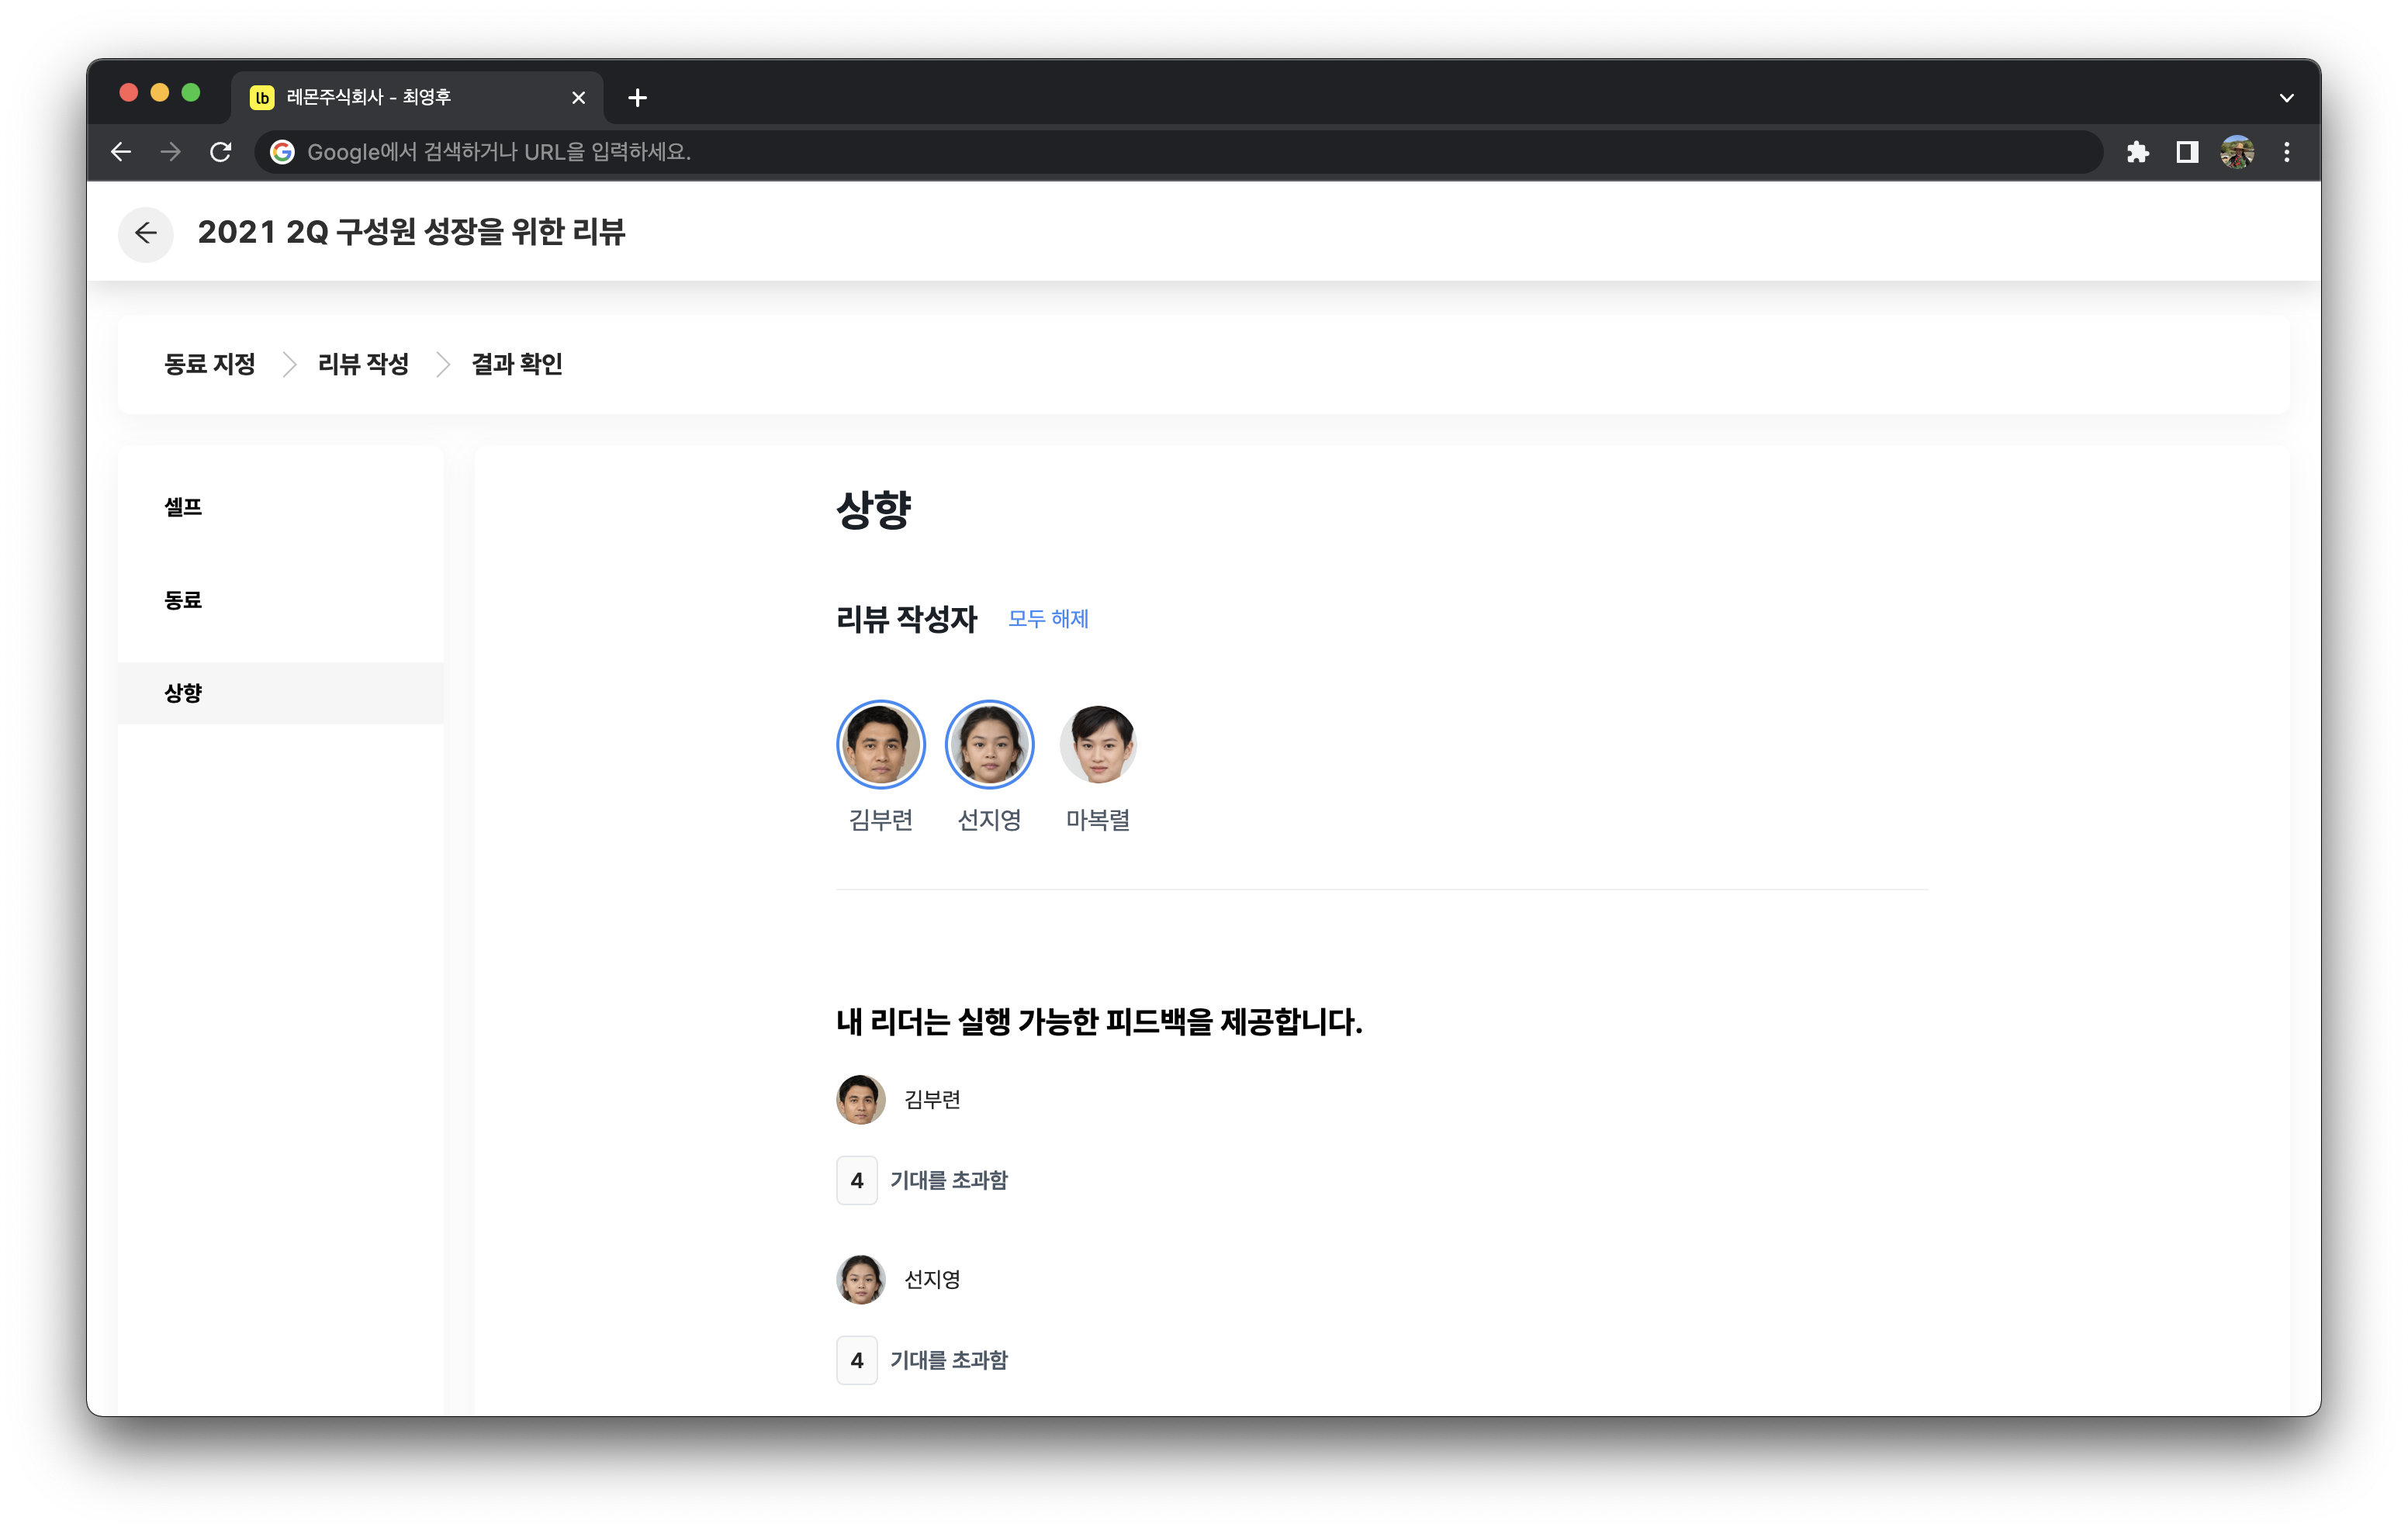 lb 레몬주식회사 - 최영후
Google에서 검색하거나 URL을 입력하세요.
2021 2Q 구성원 성장을 위한 리뷰
동료 지정 리뷰 작성 결과 확인
셀프
동료
상향
상향
리뷰 작성자 모두 해제
김부련 선지영 마복렬
내 리더는 실행 가능한 피드백을 제공합니다.
김부련
4 기대를 초과함
선지영
4 기대를 초과함